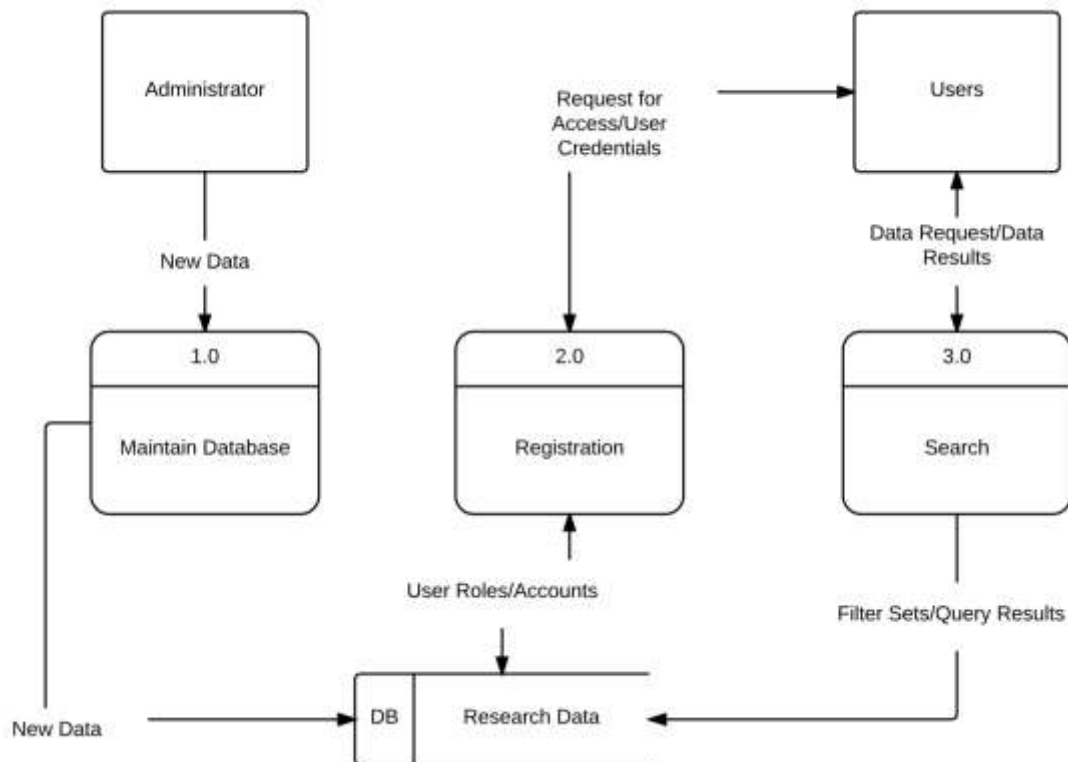 Administrator
Users
Request for
Access/User
Credentials
New Data
Data Request/Data
Results
1.0
2.0
3.0
Maintain Database
Registration
Search
User Roles/Accounts
Filter Sets/Query Results
New Data
DB
Research Data